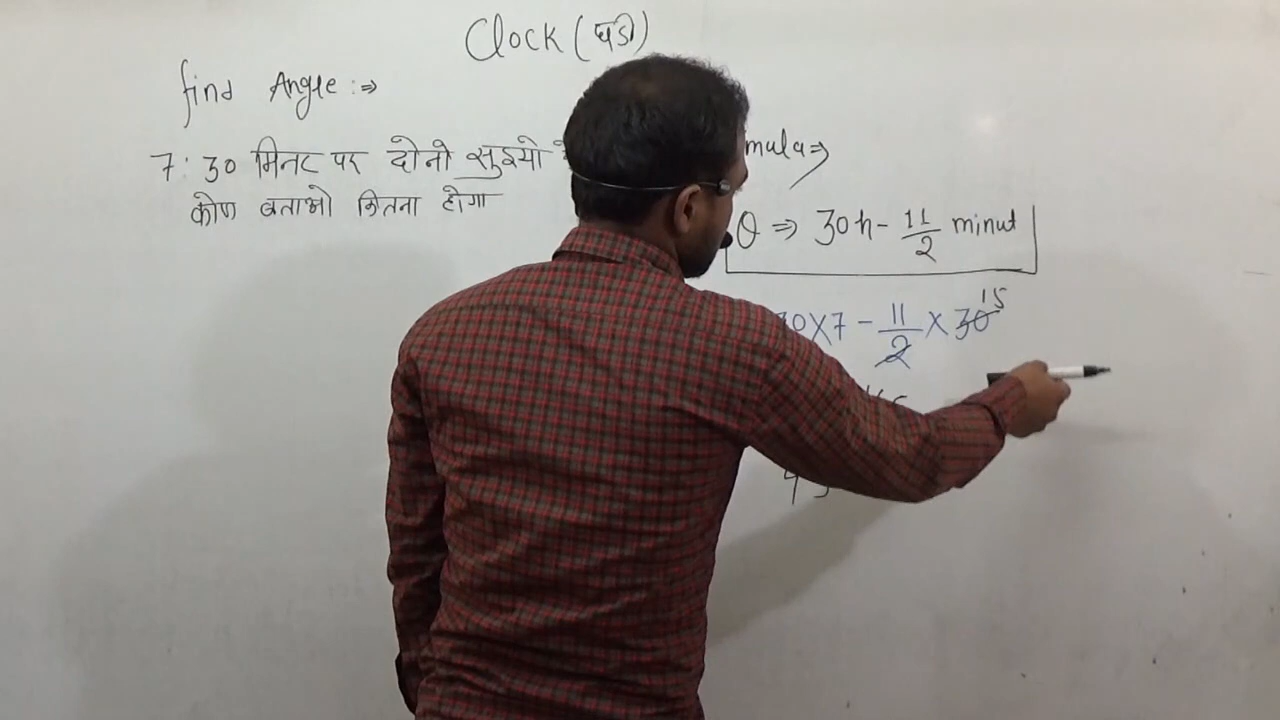 Clock (घडी)
find Angle :⇒
7:30 मिनट पर दोनो सुइयो
कोण बताओ कितना होगा
mula⇒
θ ⇒ 30h - 11/2 minut
30×7 - 11/2 × 30 15